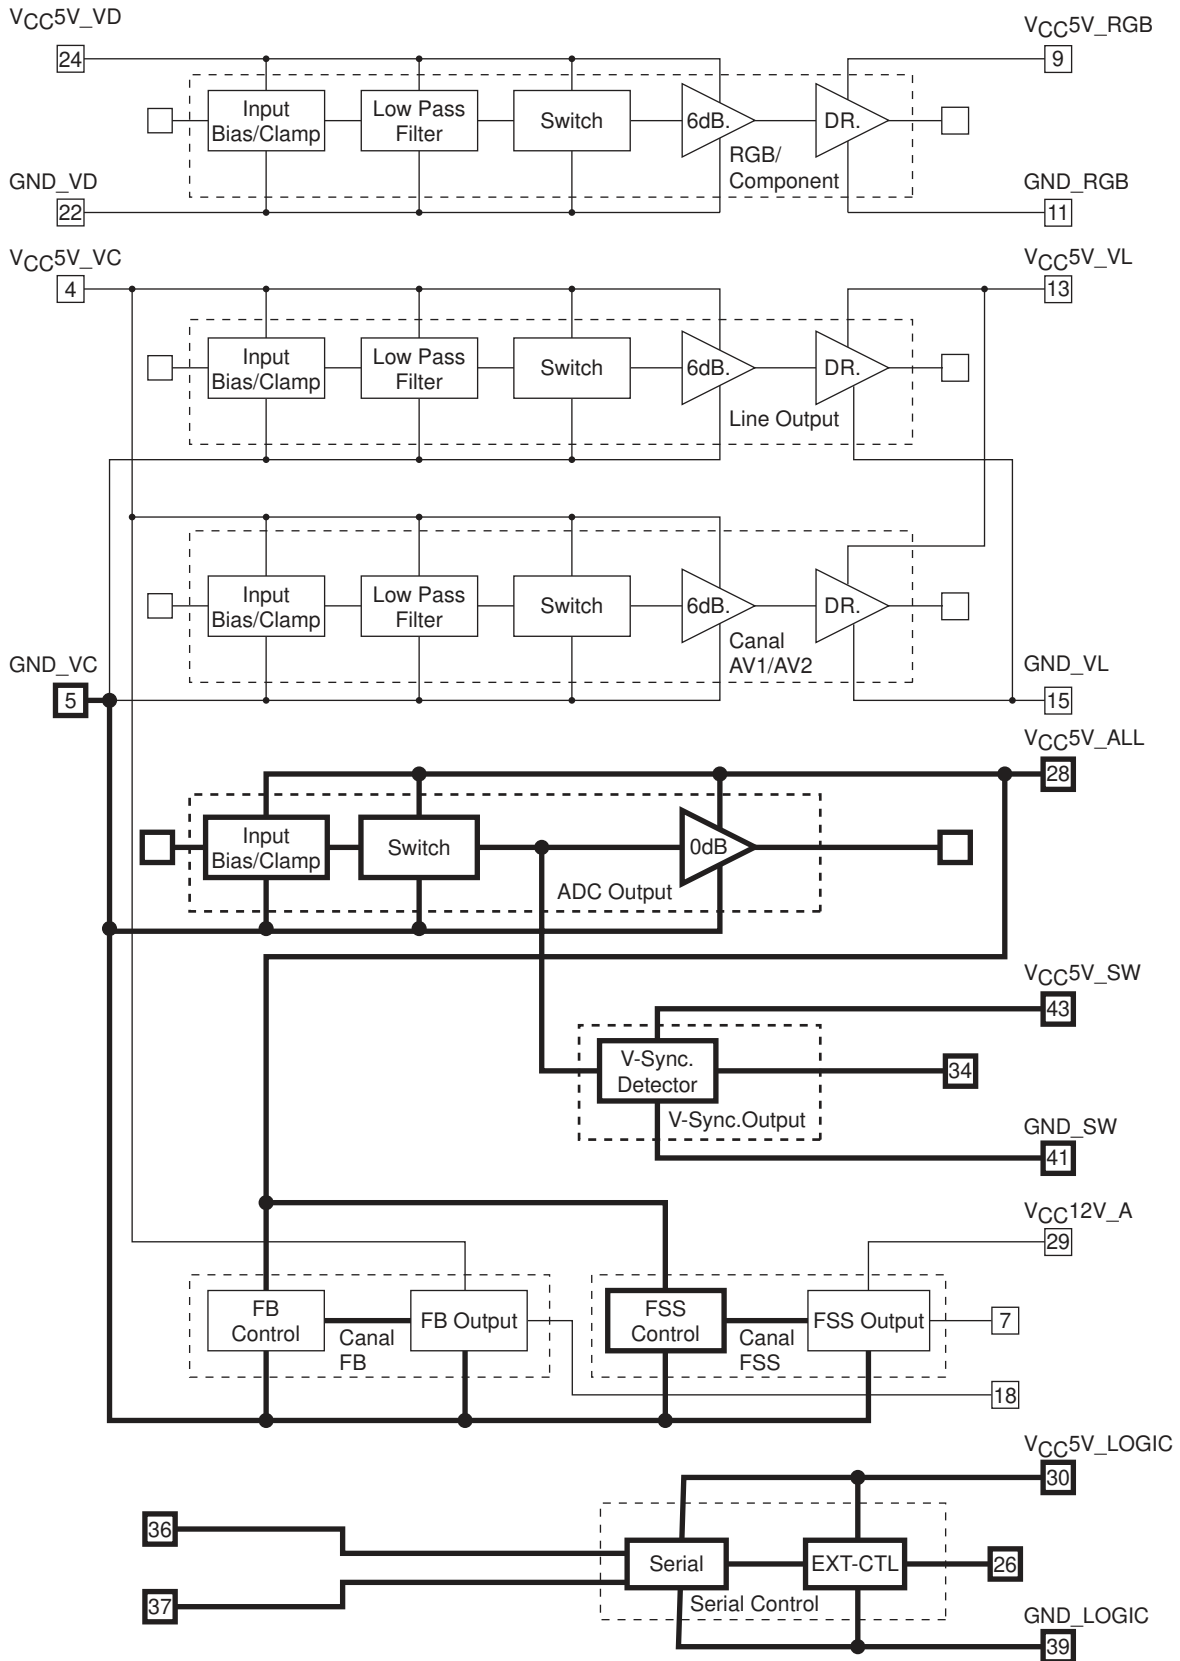 VCC5V_VD
VCC5V_RGB
24
9
Input
Bias/Clamp
Low Pass
Filter
Switch
6dB.
DR.
RGB/
Component
GND_VD
GND_RGB
22
11
VCC5V_VC
VCC5V_VL
4
13
Input
Bias/Clamp
Low Pass
Filter
Switch
6dB.
DR.
Line Output
Input
Bias/Clamp
Low Pass
Filter
Switch
6dB.
DR.
Canal
AV1/AV2
GND_VC
GND_VL
5
15
VCC5V_ALL
28
Input
Bias/Clamp
Switch
0dB
ADC Output
VCC5V_SW
43
V-Sync.
Detector
34
V-Sync.Output
GND_SW
41
VCC12V_A
29
FB
Control
Canal
FB
FB Output
FSS
Control
Canal
FSS
FSS Output
7
18
VCC5V_LOGIC
30
36
Serial
EXT-CTL
26
37
Serial Control
GND_LOGIC
39